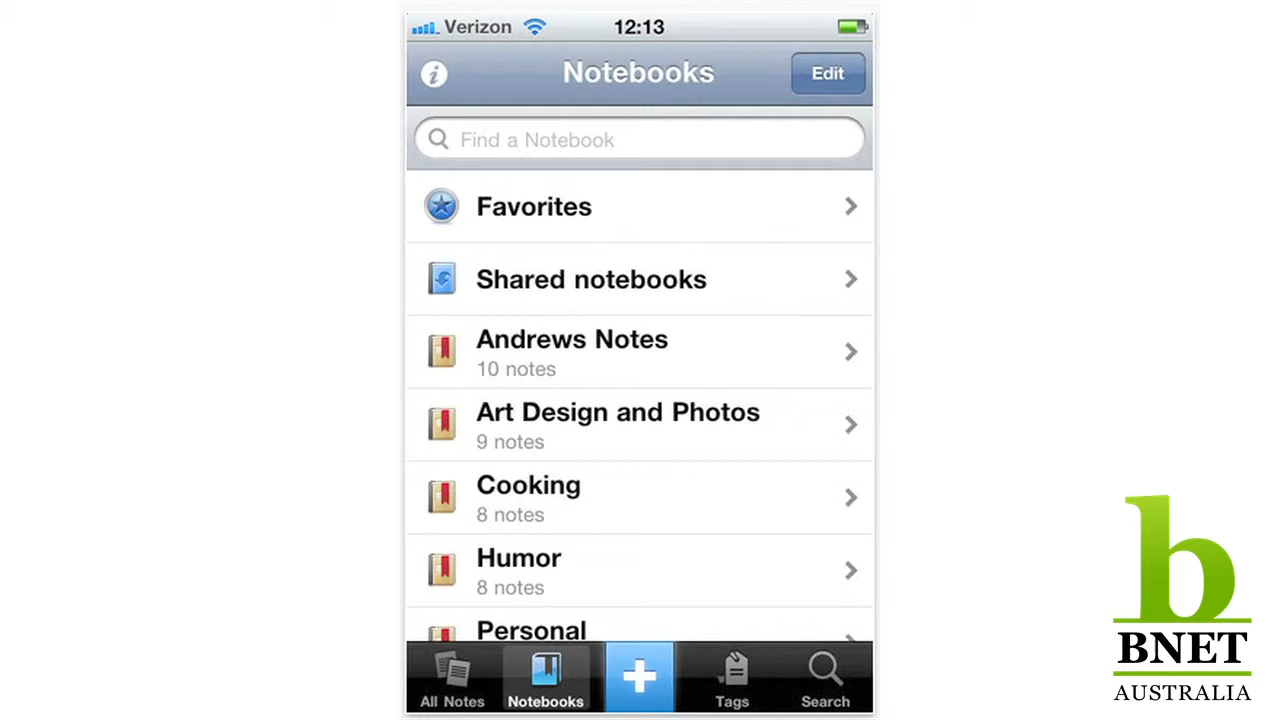 Verizon 12:13
Notebooks Edit
Find a Notebook
Favorites
Shared notebooks
Andrews Notes
10 notes
Art Design and Photos
9 notes
Cooking
8 notes
Humor
8 notes
Personal
All Notes Notebooks Tags Search
b
BNET
AUSTRALIA